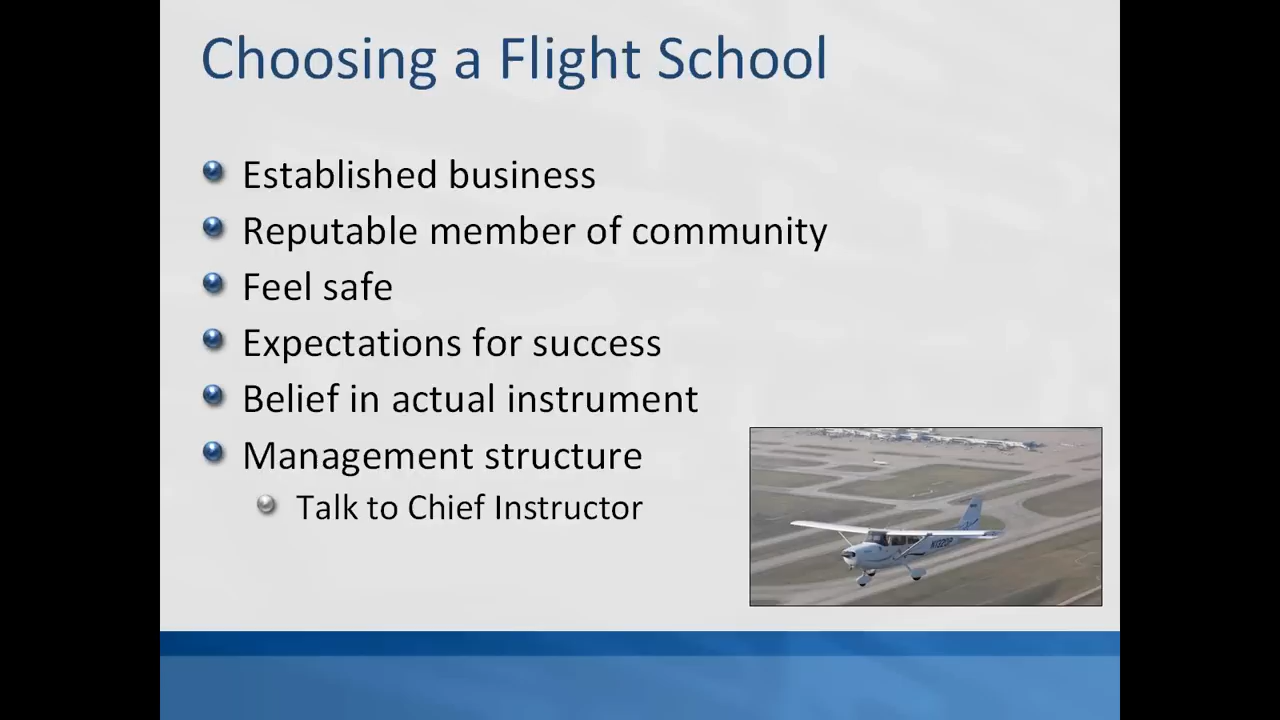 Choosing a Flight School
Established business
Reputable member of community
Feel safe
Expectations for success
Belief in actual instrument
Management structure
Talk to Chief Instructor